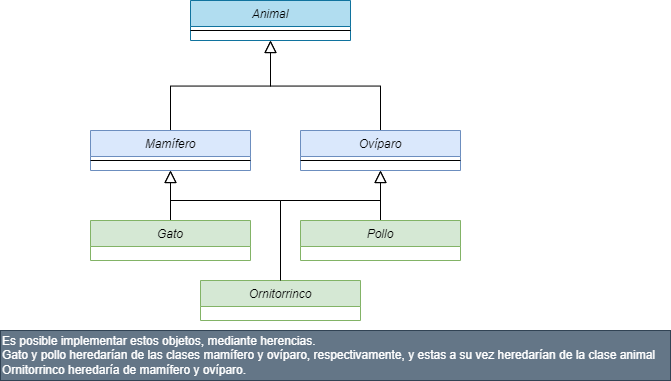 Animal
Mamífero
Ovíparo
Gato
Pollo
Ornitorrinco
Es posible implementar estos objetos, mediante herencias.
Gato y pollo heredarían de las clases mamífero y ovíparo, respectivamente, y estas a su vez heredarían de la clase animal
Ornitorrinco heredaría de mamífero y ovíparo.